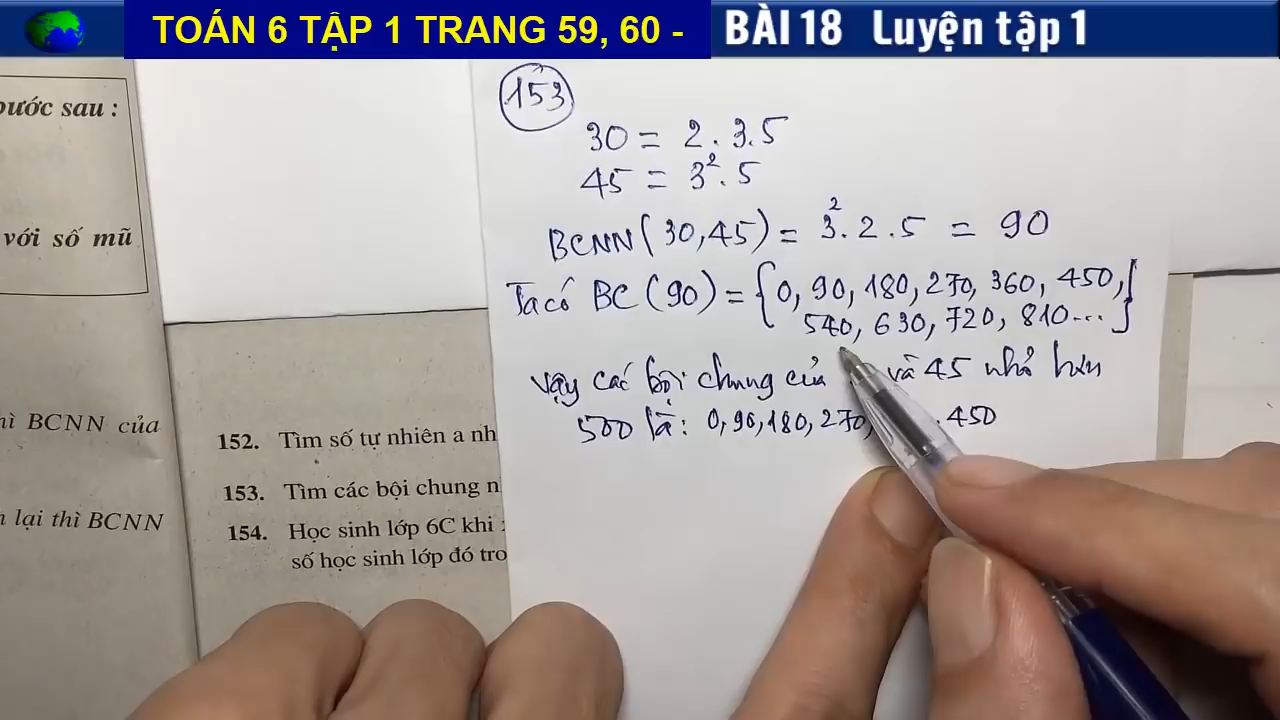 TOÁN 6 TẬP 1 TRANG 59, 60 -
BÀI 18 Luyện tập 1
bước sau :
với số mũ
BCNN của
lại thì BCNN
152. Tìm số tự nhiên a nh
153. Tìm các bội chung n
154. Học sinh lớp 6C khi
số học sinh lớp đó tro
153
30 = 2 . 3 . 5
45 = 3² . 5
BCNN(30,45) = 3² . 2 . 5 = 90
Ta có BC(90) = {0, 90, 180, 270, 360, 450,
540, 630, 720, 810...}
Vậy các bội chung của và 45 nhỏ hơn
500 là: 0, 90, 180, 270, 450